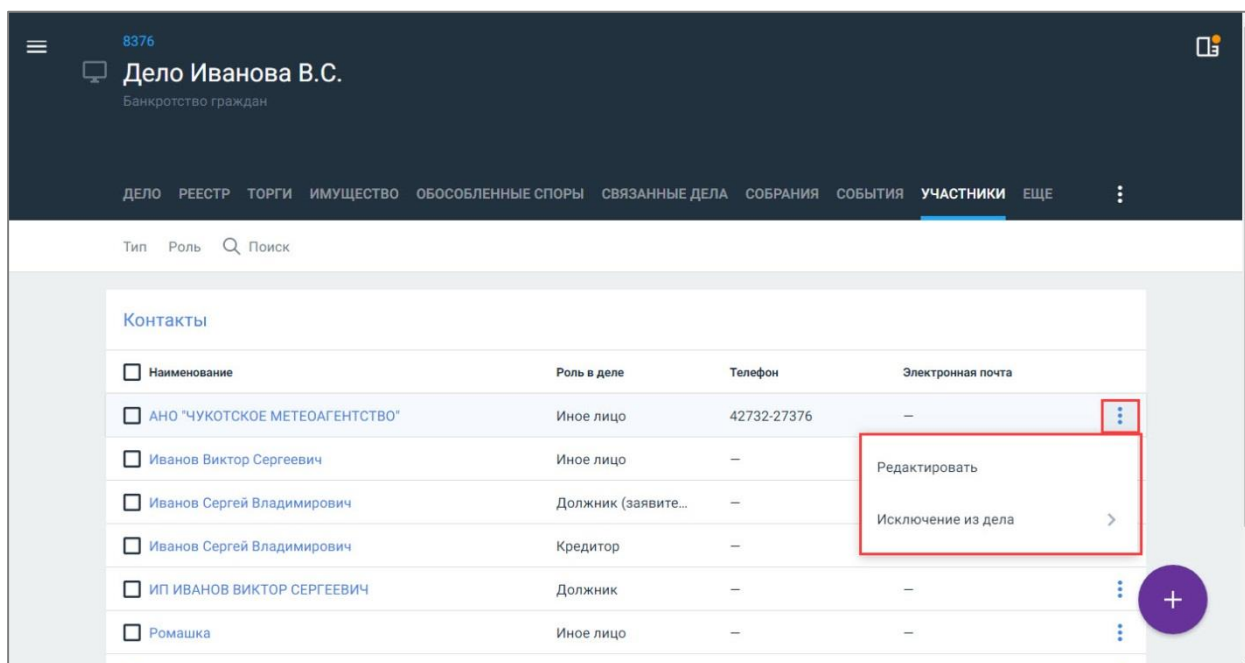 8376
Дело Иванова В.С.
Банкротство граждан
ДЕЛО РЕЕСТР ТОРГИ ИМУЩЕСТВО ОБОСОБЛЕННЫЕ СПОРЫ СВЯЗАННЫЕ ДЕЛА СОБРАНИЯ СОБЫТИЯ УЧАСТНИКИ ЕЩЕ
Тип Роль Поиск
Контакты
Наименование Роль в деле Телефон Электронная почта
АНО "ЧУКОТСКОЕ МЕТЕОАГЕНТСТВО" Иное лицо 42732-27376 —
Иванов Виктор Сергеевич Иное лицо —
Редактировать
Иванов Сергей Владимирович Должник (заявите... —
Исключение из дела
Иванов Сергей Владимирович Кредитор —
ИП ИВАНОВ ВИКТОР СЕРГЕЕВИЧ Должник — —
Ромашка Иное лицо — —